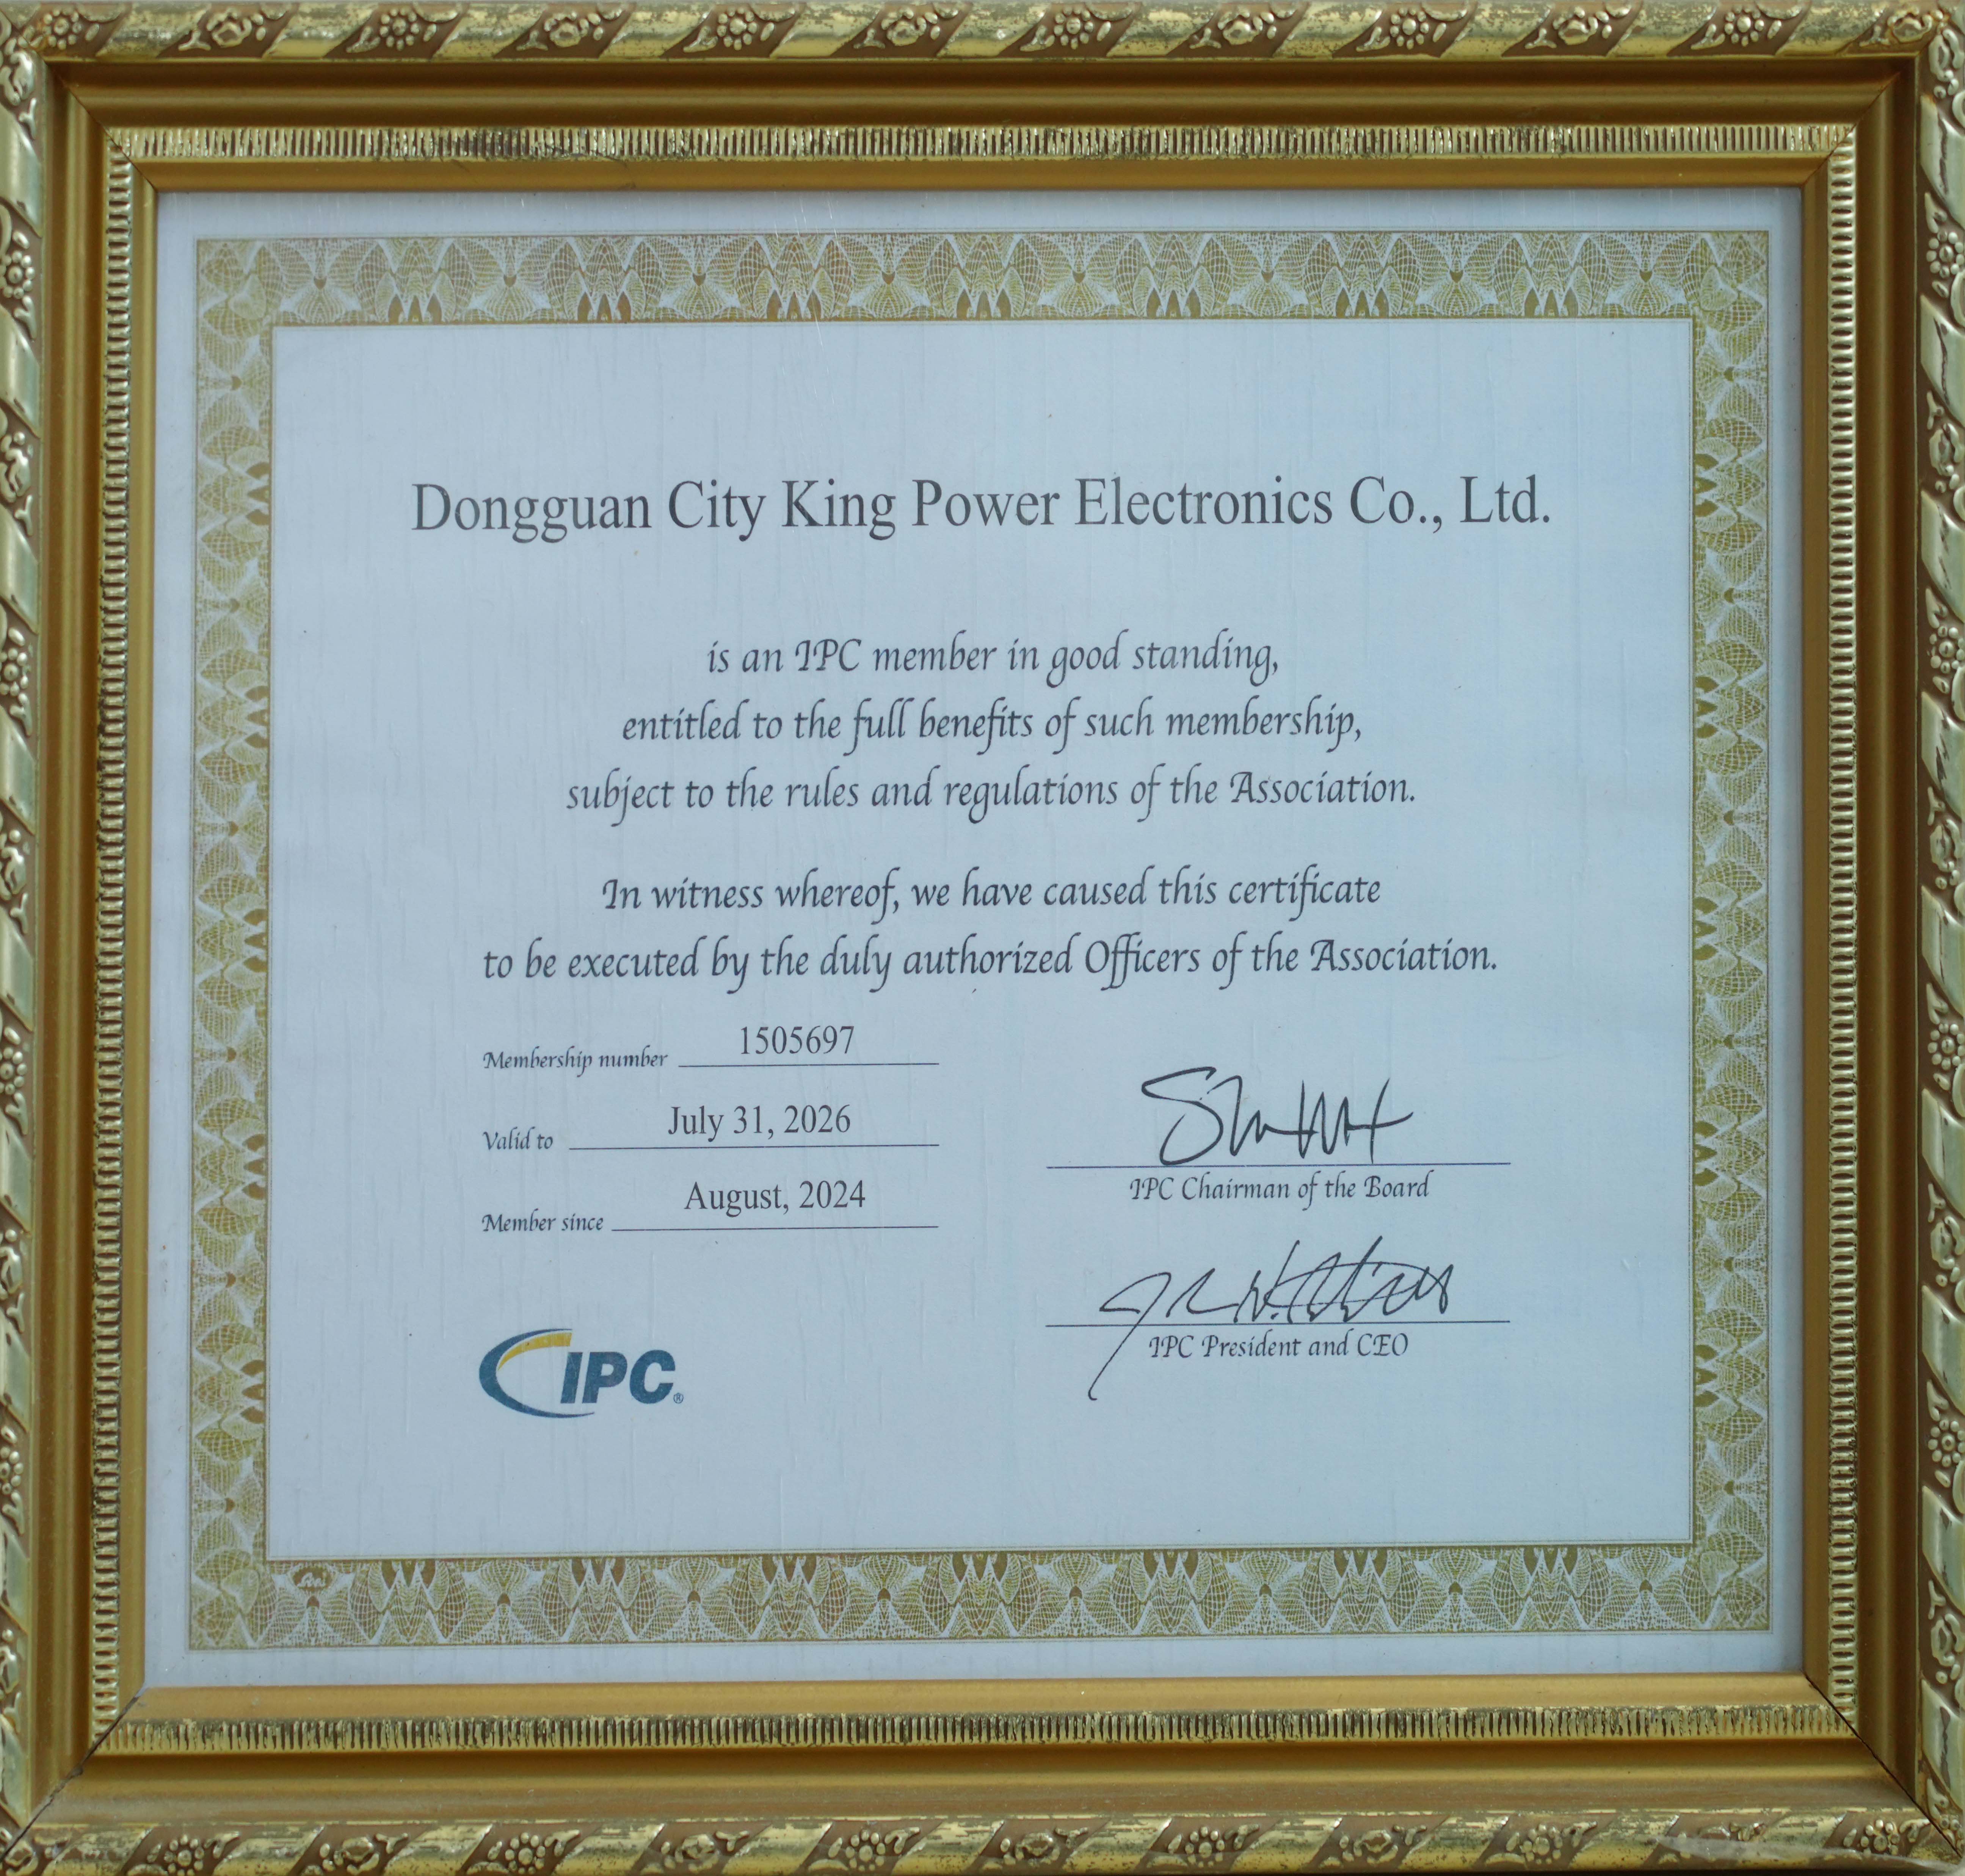 Dongguan City King Power Electronics Co., Ltd.
is an IPC member in good standing,
entitled to the full benefits of such membership,
subject to the rules and regulations of the Association.
In witness whereof, we have caused this certificate
to be executed by the duly authorized Officers of the Association.
Membership number 1505697
Valid to July 31, 2026
Member since August, 2024
IPC Chairman of the Board
IPC President and CEO
IPC®